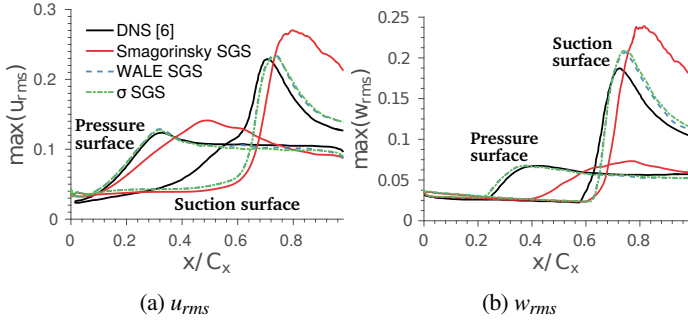 0.3
0.2
0.1
0
max(u_rms)
DNS [6]
Smagorinsky SGS
WALE SGS
σ SGS
Pressure
surface
Suction surface
0 0.2 0.4 0.6 0.8
x/C_x
(a) u_rms
0.25
0.20
0.15
0.10
0.05
0
max(w_rms)
Suction
surface
Pressure
surface
0.0 0.2 0.4 0.6 0.8
x/C_x
(b) w_rms